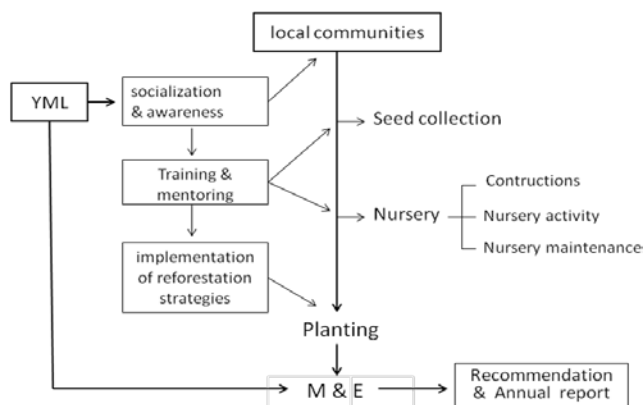 local communities
YML
socialization
& awareness
Seed collection
Training &
mentoring
Contructions
Nursery
Nursery activity
Nursery maintenance
implementation
of reforestation
strategies
Planting
M & E
Recommendation
& Annual report